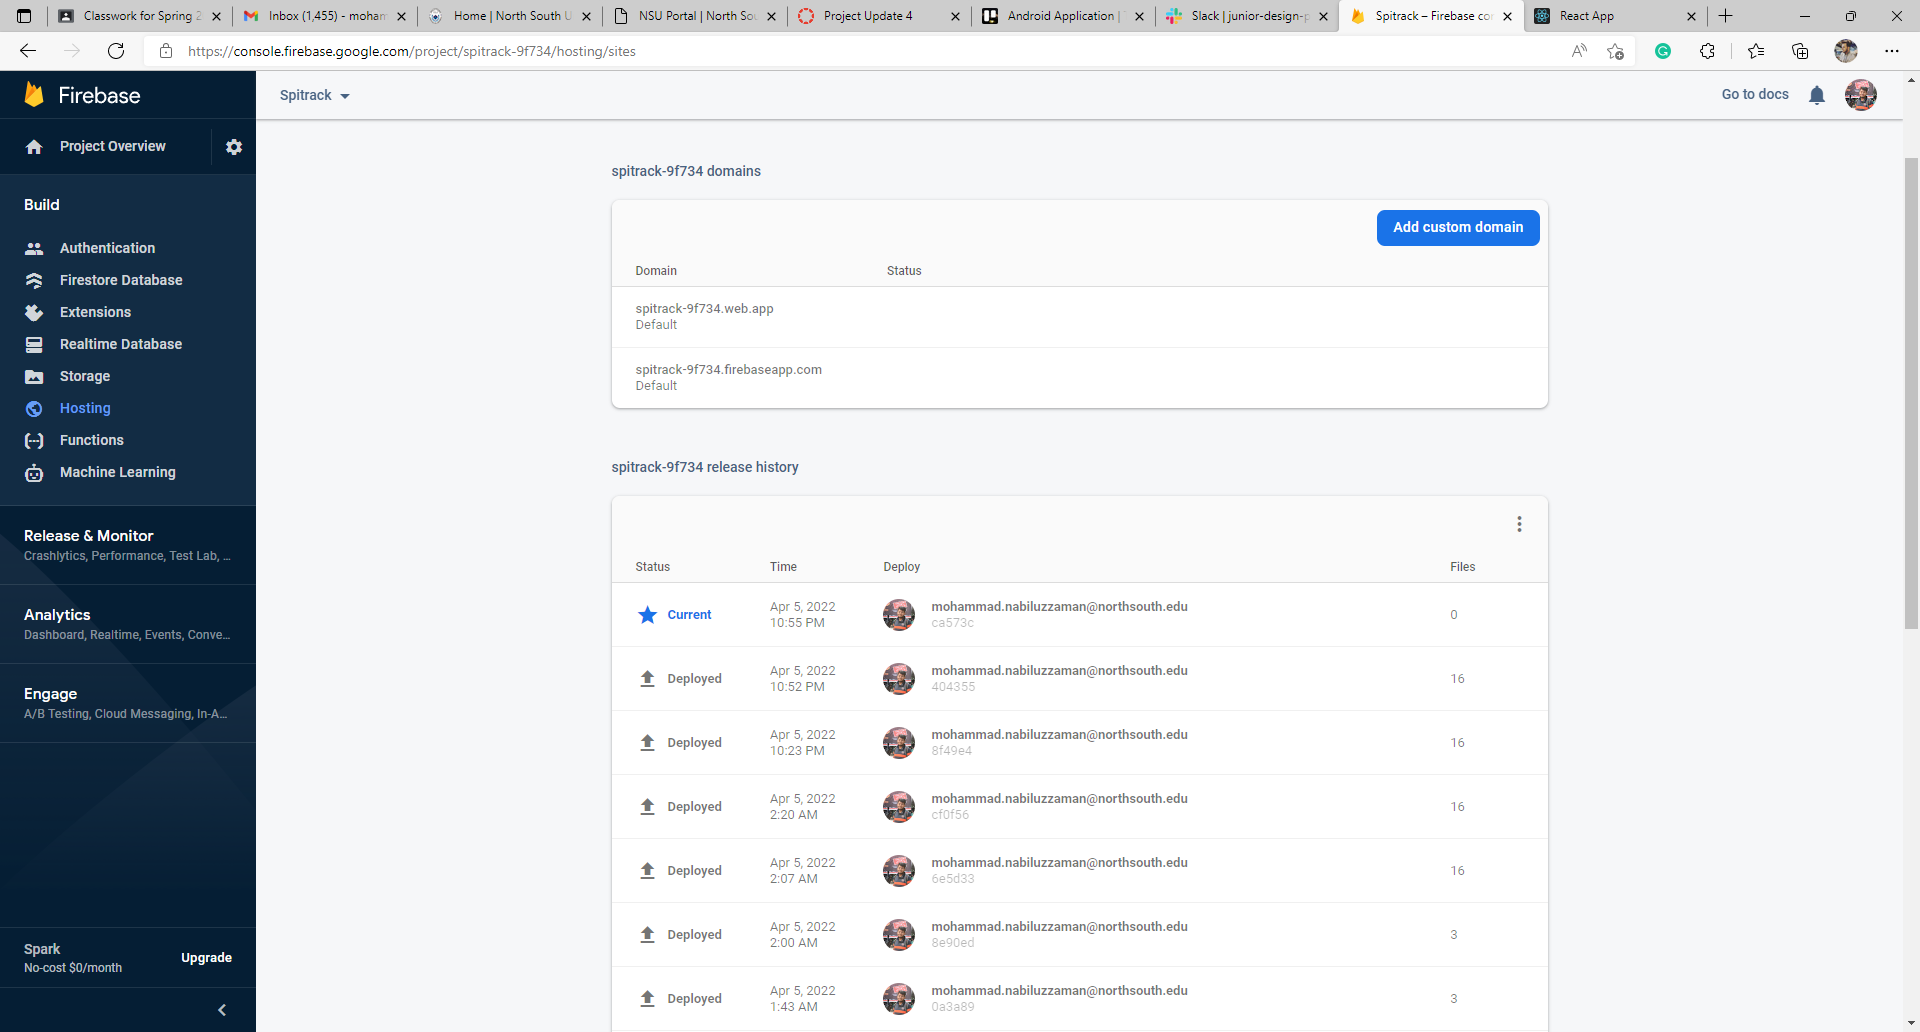 Classwork for Spring 2
Inbox (1,455) - moham
Home | North South U
NSU Portal | North Sou
Project Update 4
Android Application | T
Slack | junior-design-p
Spitrack – Firebase con
React App
https://console.firebase.google.com/project/spitrack-9f734/hosting/sites
Firebase
Spitrack
Go to docs
Project Overview
Build
Authentication
Firestore Database
Extensions
Realtime Database
Storage
Hosting
Functions
Machine Learning
Release & Monitor
Crashlytics, Performance, Test Lab, ...
Analytics
Dashboard, Realtime, Events, Conve...
Engage
A/B Testing, Cloud Messaging, In-A...
Spark
No-cost $0/month
Upgrade
spitrack-9f734 domains
Add custom domain
Domain Status
spitrack-9f734.web.app
Default
spitrack-9f734.firebaseapp.com
Default
spitrack-9f734 release history
Status Time Deploy Files
Current Apr 5, 2022 mohammad.nabiluzzaman@northsouth.edu 0
10:55 PM ca573c
Deployed Apr 5, 2022 mohammad.nabiluzzaman@northsouth.edu 16
10:52 PM 404355
Deployed Apr 5, 2022 mohammad.nabiluzzaman@northsouth.edu 16
10:23 PM 8f49e4
Deployed Apr 5, 2022 mohammad.nabiluzzaman@northsouth.edu 16
2:20 AM cf0f56
Deployed Apr 5, 2022 mohammad.nabiluzzaman@northsouth.edu 16
2:07 AM 6e5d33
Deployed Apr 5, 2022 mohammad.nabiluzzaman@northsouth.edu 3
2:00 AM 8e90ed
Deployed Apr 5, 2022 mohammad.nabiluzzaman@northsouth.edu 3
1:43 AM 0a3a89